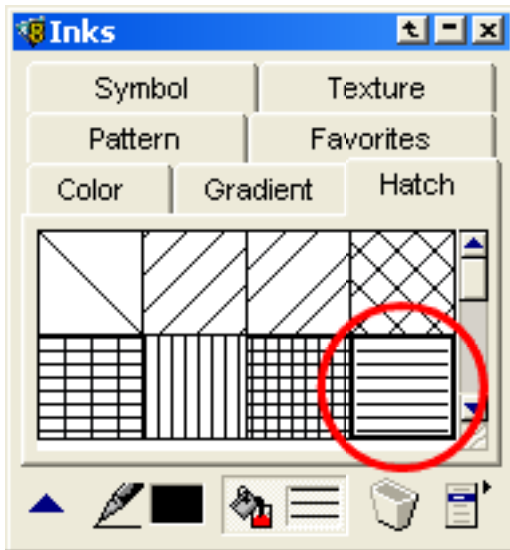 Inks
Symbol Texture
Pattern Favorites
Color Gradient Hatch